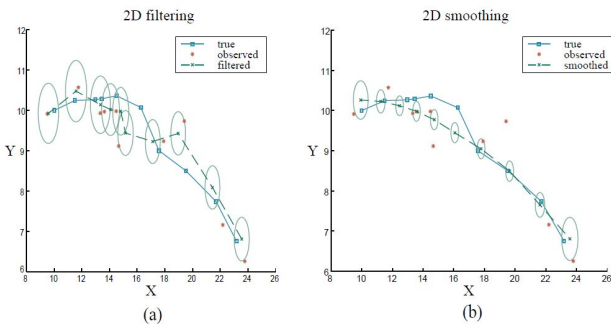 2D filtering
12
11
10
9
8
7
6
8
10
12
14
16
18
20
22
24
26
Y
X
true
observed
filtered
(a)
2D smoothing
12
11
10
9
8
7
6
8
10
12
14
16
18
20
22
24
26
Y
X
true
observed
smoothed
(b)